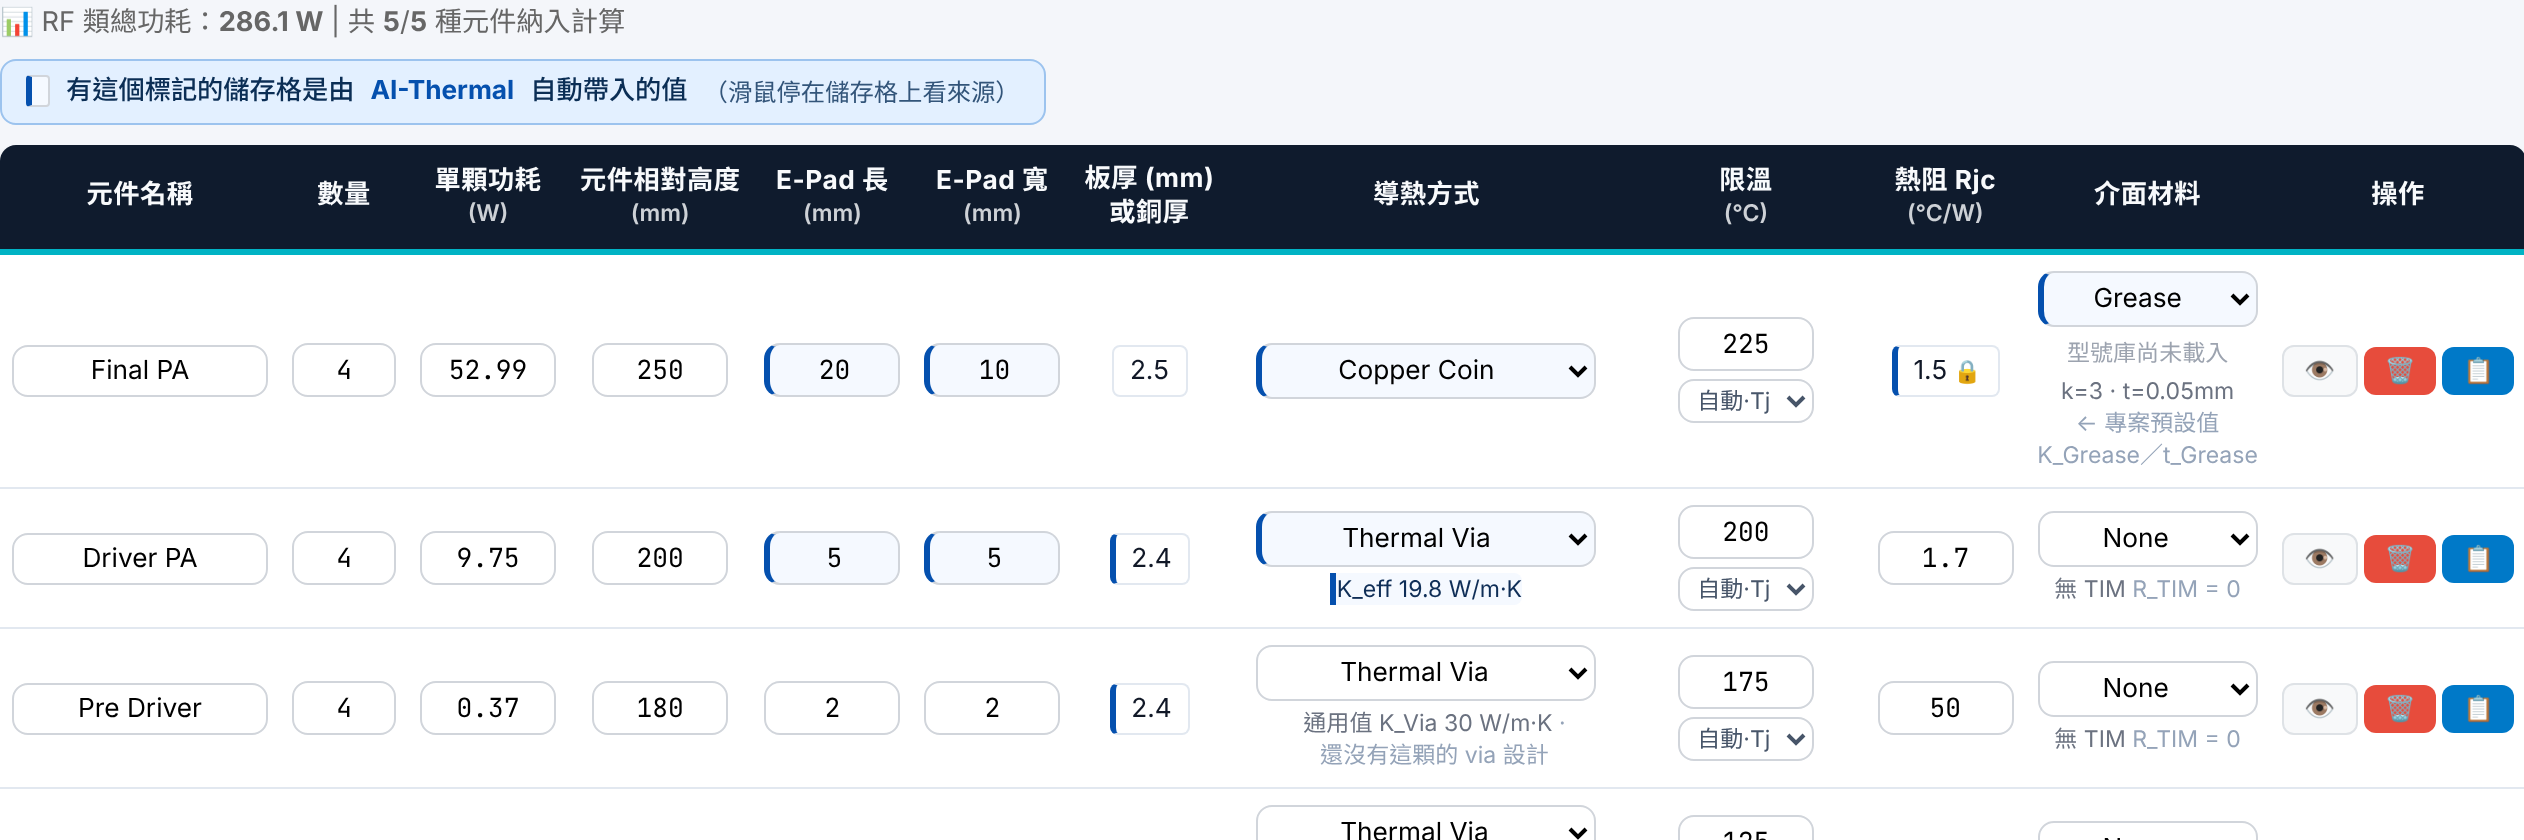 RF 類總功耗：286.1 W | 共 5/5 種元件納入計算
有這個標記的儲存格是由 AI-Thermal 自動帶入的值 （滑鼠停在儲存格上看來源）
元件名稱 數量 單顆功耗 (W) 元件相對高度 (mm) E-Pad 長 (mm) E-Pad 寬 (mm) 板厚 (mm) 或銅厚 導熱方式 限溫 (°C) 熱阻 Rjc (°C/W) 介面材料 操作
Final PA 4 52.99 250 20 10 2.5 Copper Coin 225 1.5 Grease
自動·Tj
型號庫尚未載入
k=3 · t=0.05mm
← 專案預設值
K_Grease／t_Grease
Driver PA 4 9.75 200 5 5 2.4 Thermal Via 200 1.7 None
K_eff 19.8 W/m·K 自動·Tj 無 TIM R_TIM = 0
Pre Driver 4 0.37 180 2 2 2.4 Thermal Via 175 50 None
通用值 K_Via 30 W/m·K · 自動·Tj 無 TIM R_TIM = 0
還沒有這顆的 via 設計
Thermal Via